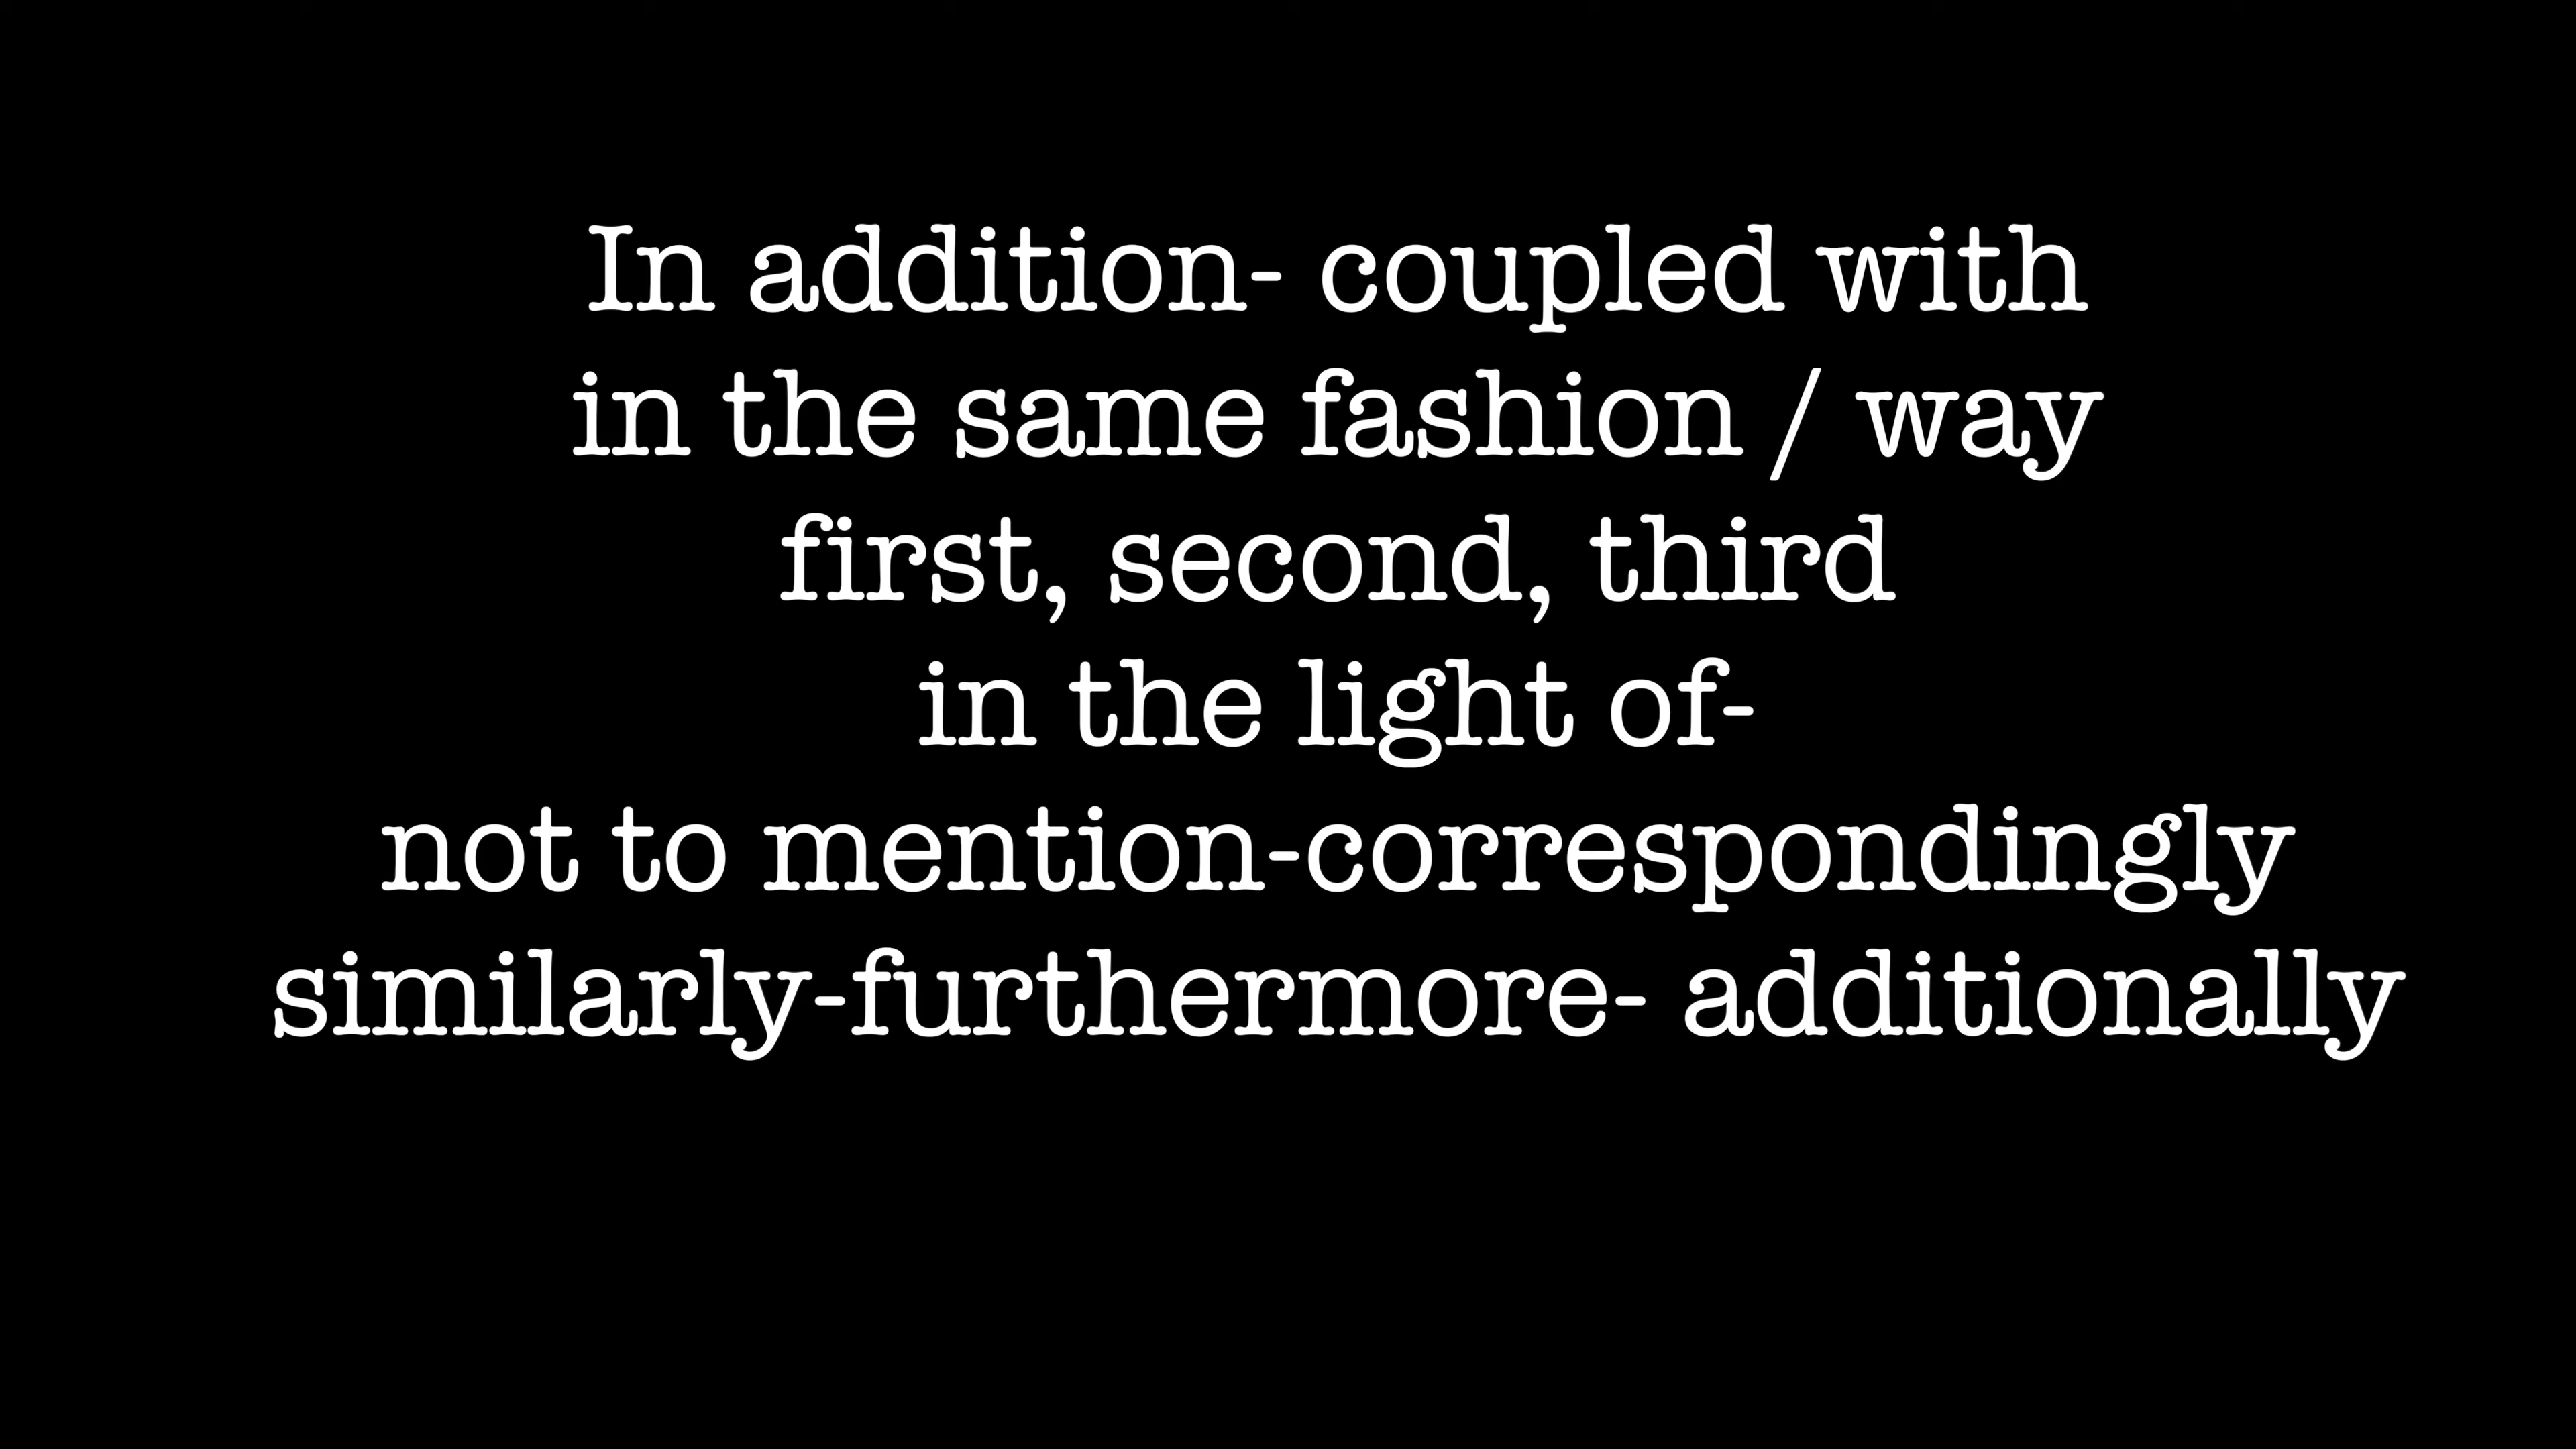 In addition- coupled with
in the same fashion / way
first, second, third
in the light of-
not to mention-correspondingly
similarly-furthermore- additionally